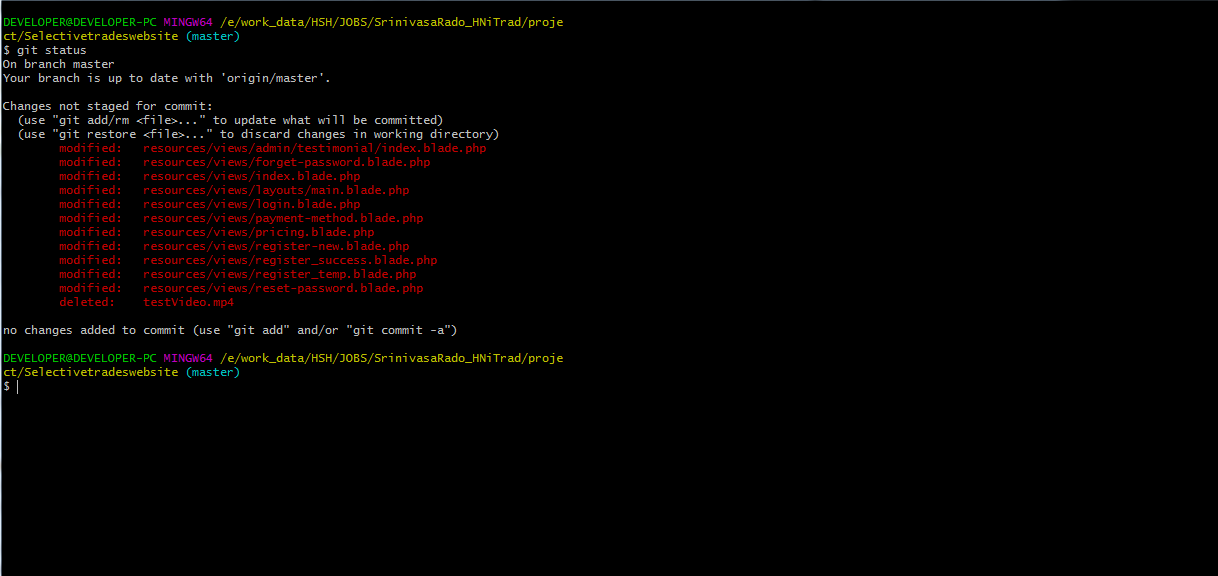 DEVELOPER@DEVELOPER-PC MINGW64 /e/work_data/HSH/JOBS/SrinivasaRado_HNiTrad/proje
ct/Selectivetradeswebsite (master)
$ git status
On branch master
Your branch is up to date with 'origin/master'.
Changes not staged for commit:
(use "git add/rm <file>..." to update what will be committed)
(use "git restore <file>..." to discard changes in working directory)
modified: resources/views/admin/testimonial/index.blade.php
modified: resources/views/forget-password.blade.php
modified: resources/views/index.blade.php
modified: resources/views/layouts/main.blade.php
modified: resources/views/login.blade.php
modified: resources/views/payment-method.blade.php
modified: resources/views/pricing.blade.php
modified: resources/views/register-new.blade.php
modified: resources/views/register_success.blade.php
modified: resources/views/register_temp.blade.php
modified: resources/views/reset-password.blade.php
deleted: testVideo.mp4
no changes added to commit (use "git add" and/or "git commit -a")
DEVELOPER@DEVELOPER-PC MINGW64 /e/work_data/HSH/JOBS/SrinivasaRado_HNiTrad/proje
ct/Selectivetradeswebsite (master)
$